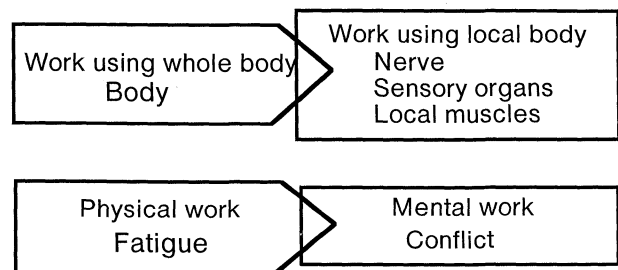 Work using whole body
Body
Work using local body
Nerve
Sensory organs
Local muscles
Physical work
Fatigue
Mental work
Conflict